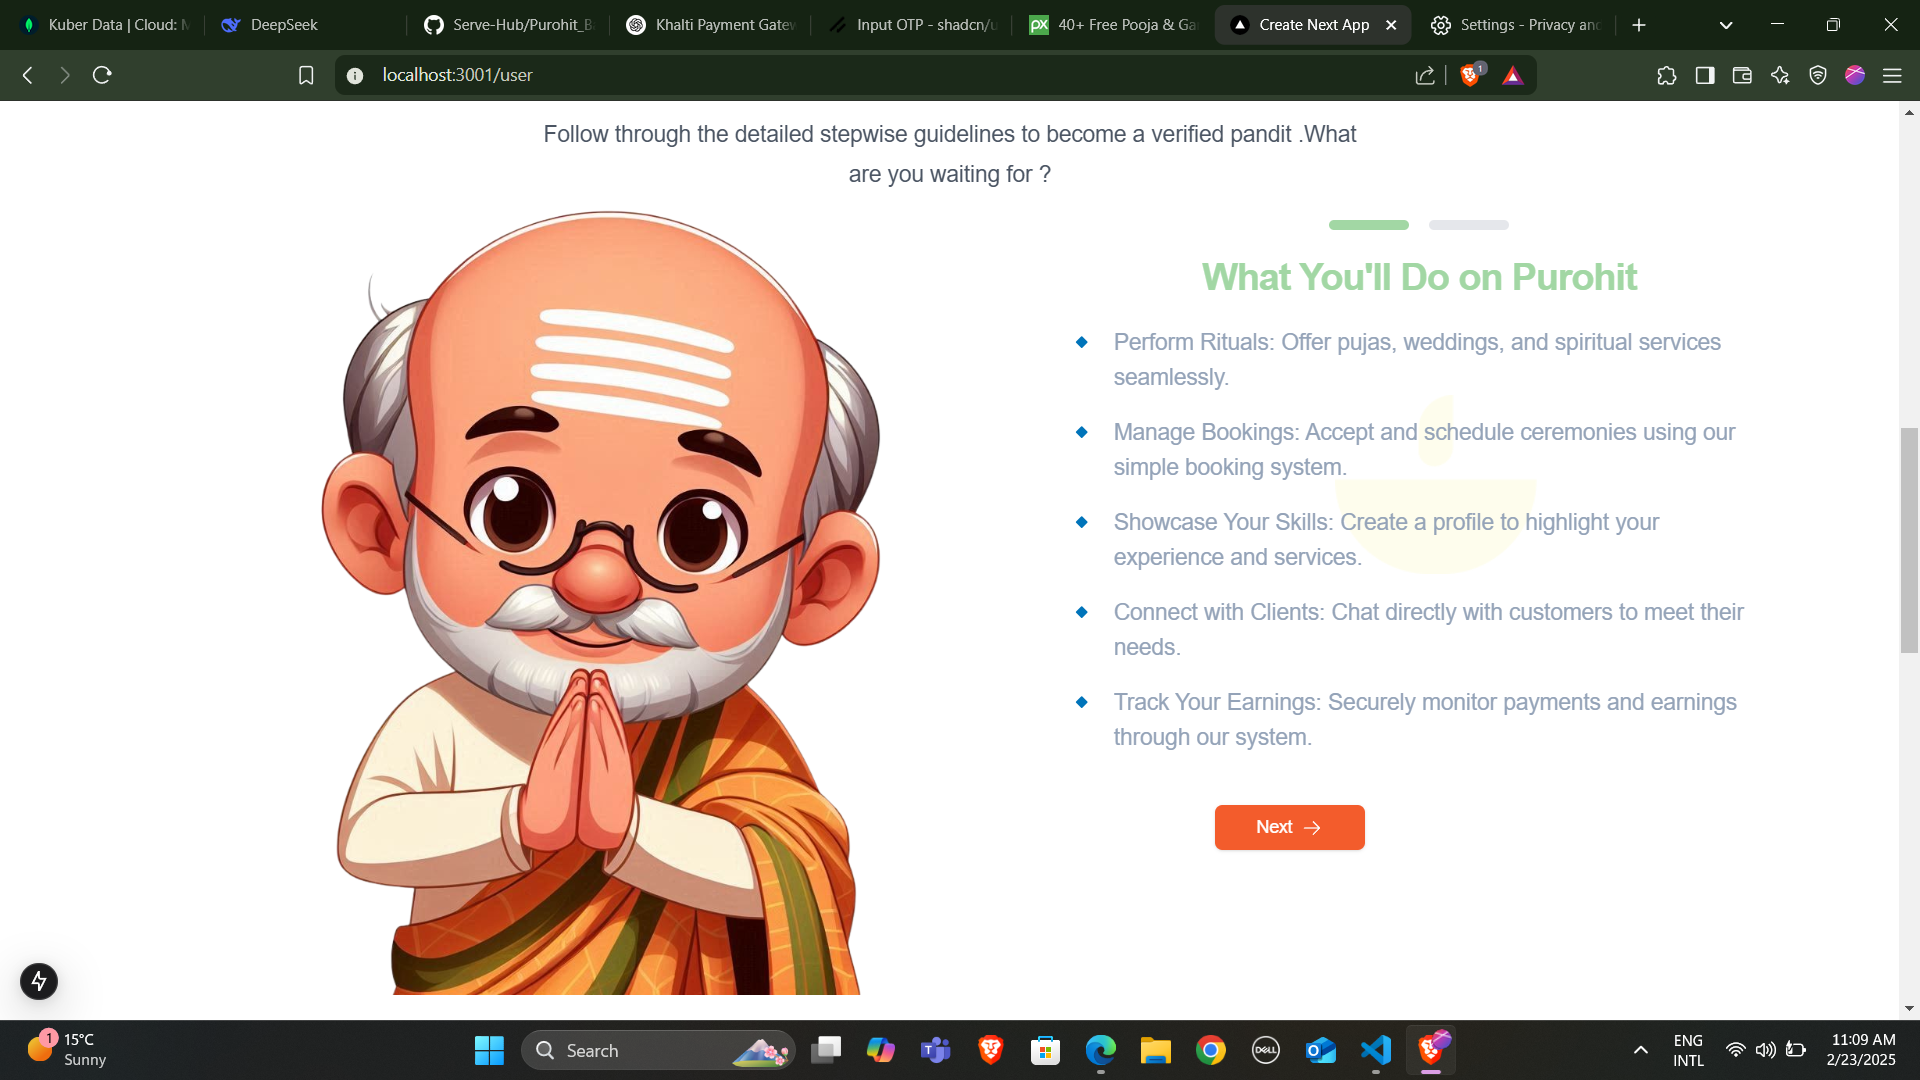 Kuber Data | Cloud: M
DeepSeek
Serve-Hub/Purohit_Ba
Khalti Payment Gatew
Input OTP - shadcn/u
40+ Free Pooja & Ga
Create Next App
Settings - Privacy and
localhost:3001/user
1
Follow through the detailed stepwise guidelines to become a verified pandit .What
are you waiting for ?
What You'll Do on Purohit
Perform Rituals: Offer pujas, weddings, and spiritual services
seamlessly.
Manage Bookings: Accept and schedule ceremonies using our
simple booking system.
Showcase Your Skills: Create a profile to highlight your
experience and services.
Connect with Clients: Chat directly with customers to meet their
needs.
Track Your Earnings: Securely monitor payments and earnings
through our system.
Next
1
15°C
Sunny
Search
DELL
ENG
INTL
11:09 AM
2/23/2025